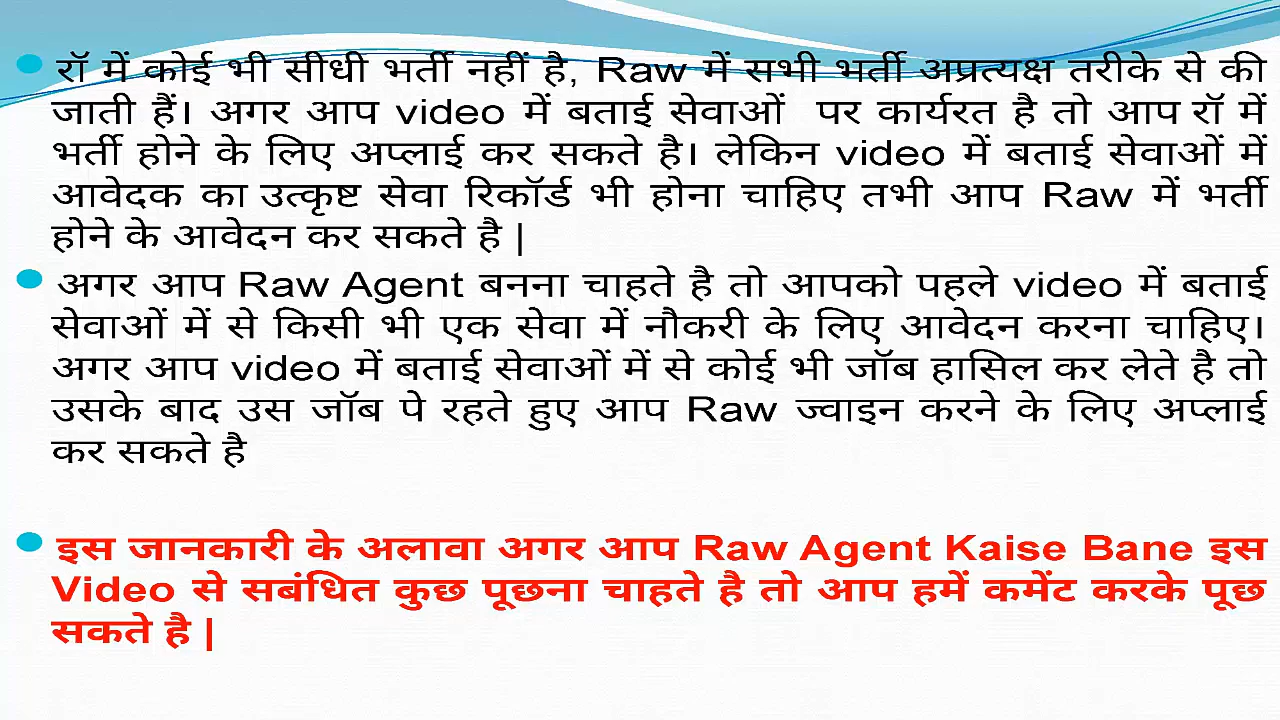 रॉ में कोई भी सीधी भर्ती नहीं है, Raw में सभी भर्ती अप्रत्यक्ष तरीके से की
जाती हैं। अगर आप video में बताई सेवाओं पर कार्यरत है तो आप रॉ में
भर्ती होने के लिए अप्लाई कर सकते है। लेकिन video में बताई सेवाओं में
आवेदक का उत्कृष्ट सेवा रिकॉर्ड भी होना चाहिए तभी आप Raw में भर्ती
होने के आवेदन कर सकते है |
अगर आप Raw Agent बनना चाहते है तो आपको पहले video में बताई
सेवाओं में से किसी भी एक सेवा में नौकरी के लिए आवेदन करना चाहिए।
अगर आप video में बताई सेवाओं में से कोई भी जॉब हासिल कर लेते है तो
उसके बाद उस जॉब पे रहते हुए आप Raw ज्वाइन करने के लिए अप्लाई
कर सकते है
इस जानकारी के अलावा अगर आप Raw Agent Kaise Bane इस
Video से सबंधित कुछ पूछना चाहते है तो आप हमें कमेंट करके पूछ
सकते है |